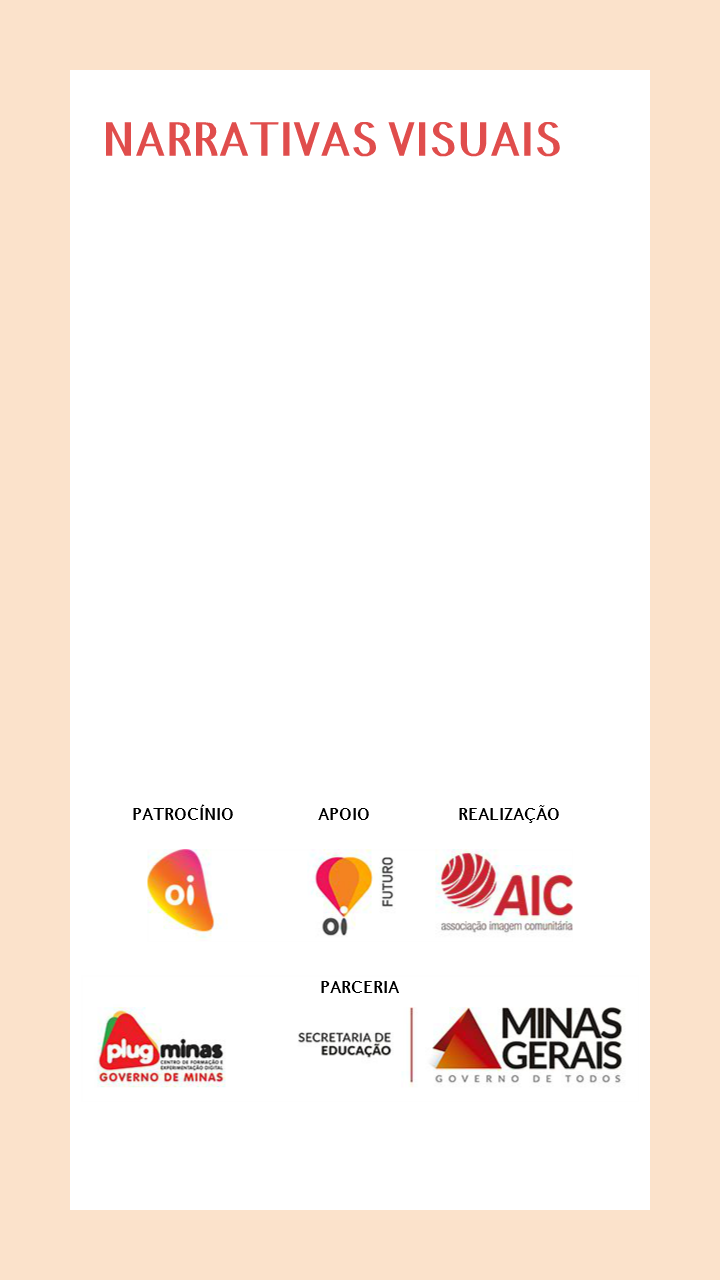 NARRATIVAS VISUAIS
PATROCÍNIO
APOIO
REALIZAÇÃO
oi
oi FUTURO
AIC
associação imagem comunitária
PARCERIA
plug minas
CENTRO DE FORMAÇÃO E
EXPERIMENTAÇÃO DIGITAL
GOVERNO DE MINAS
SECRETARIA DE
EDUCAÇÃO
MINAS
GERAIS
GOVERNO DE TODOS